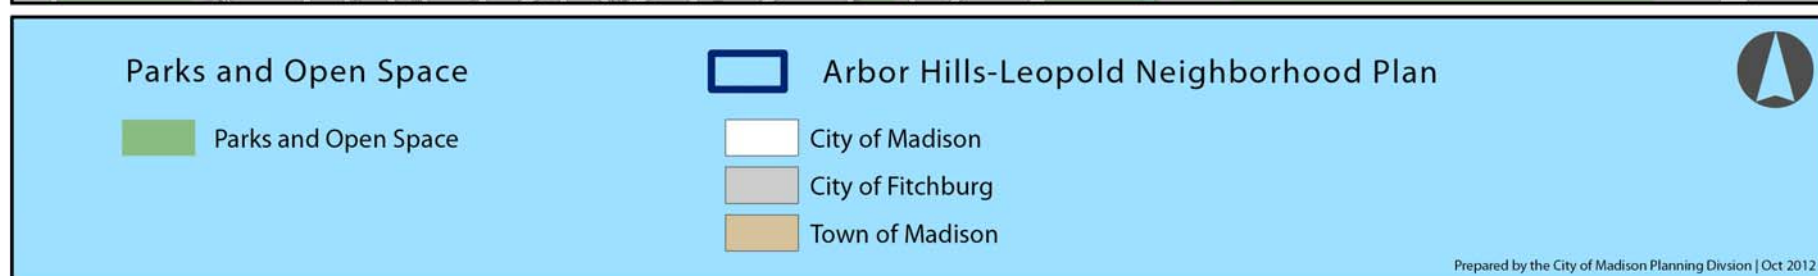 Parks and Open Space
Parks and Open Space
Arbor Hills-Leopold Neighborhood Plan
City of Madison
City of Fitchburg
Town of Madison
Prepared by the City of Madison Planning Divsion | Oct 2012